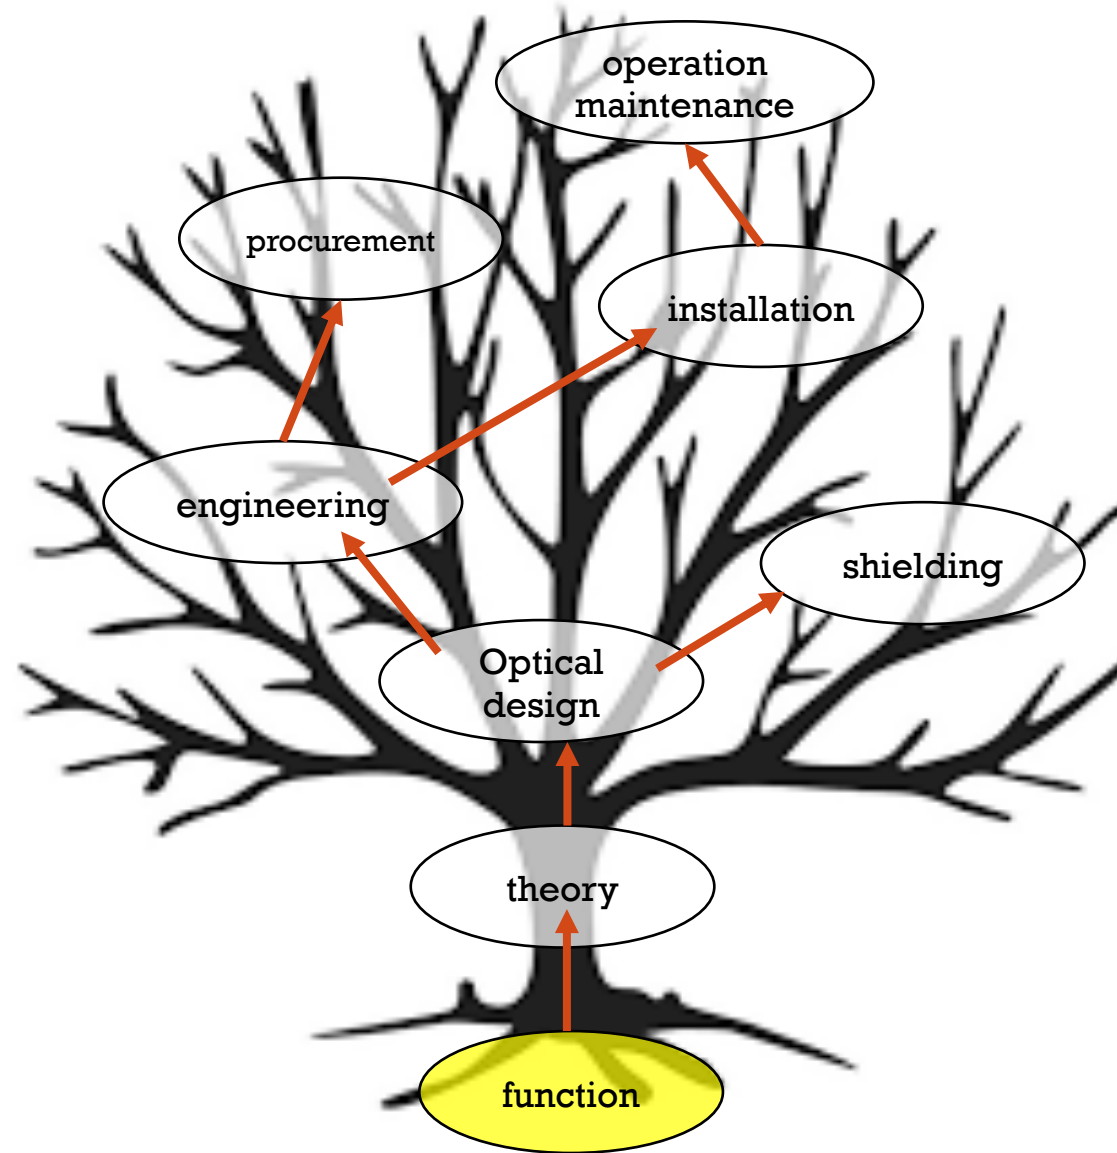 operation
maintenance
procurement
installation
engineering
shielding
Optical
design
theory
function